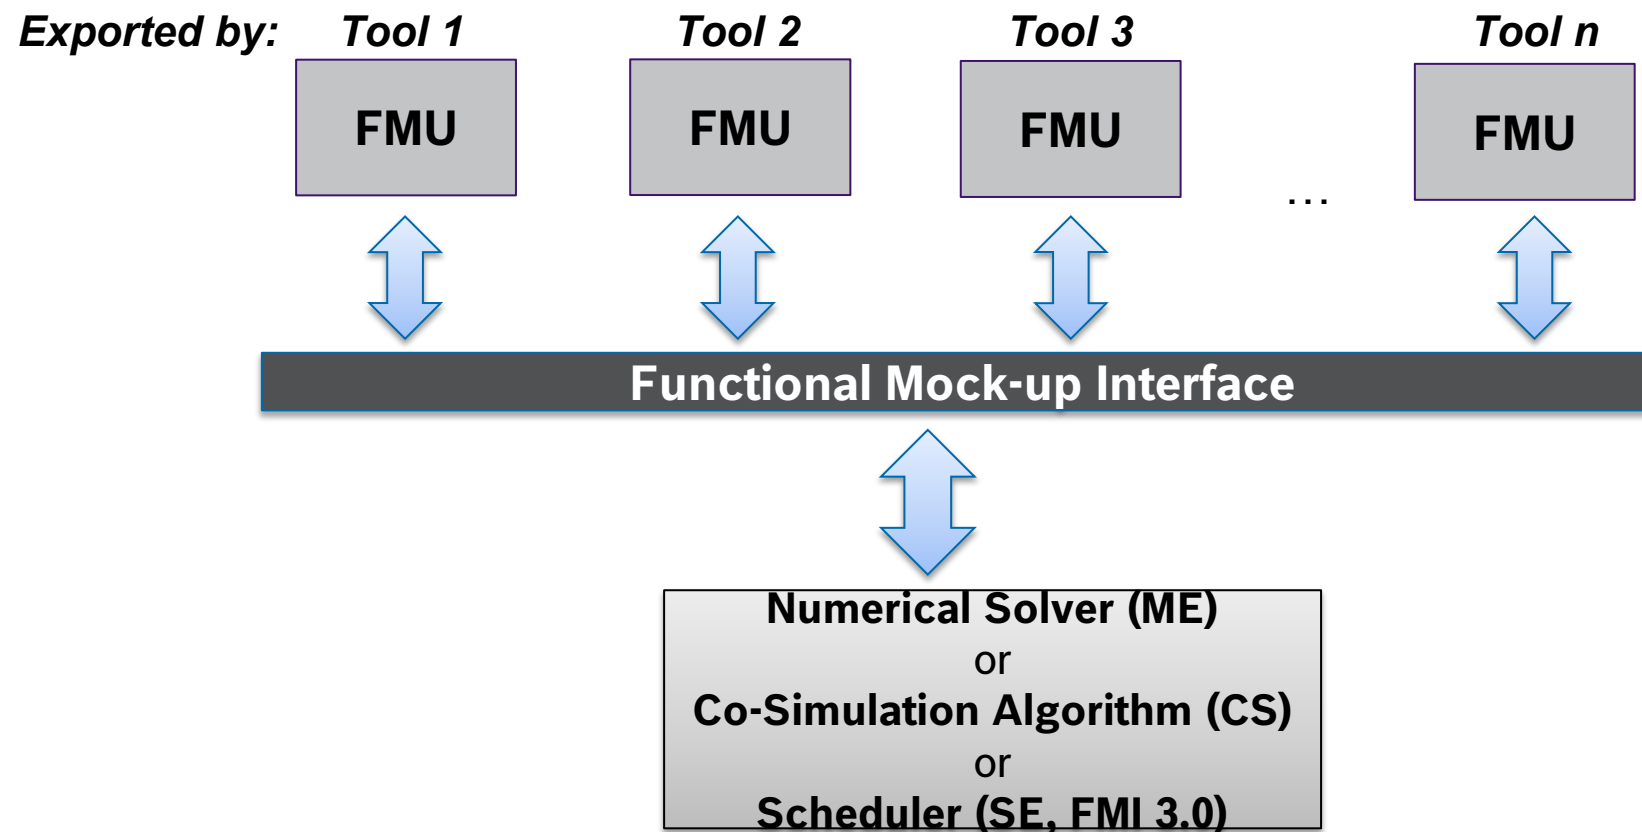 Exported by: Tool 1 Tool 2 Tool 3 Tool n
FMU FMU FMU FMU
...
Functional Mock-up Interface
Numerical Solver (ME)
or
Co-Simulation Algorithm (CS)
or
Scheduler (SE, FMI 3.0)